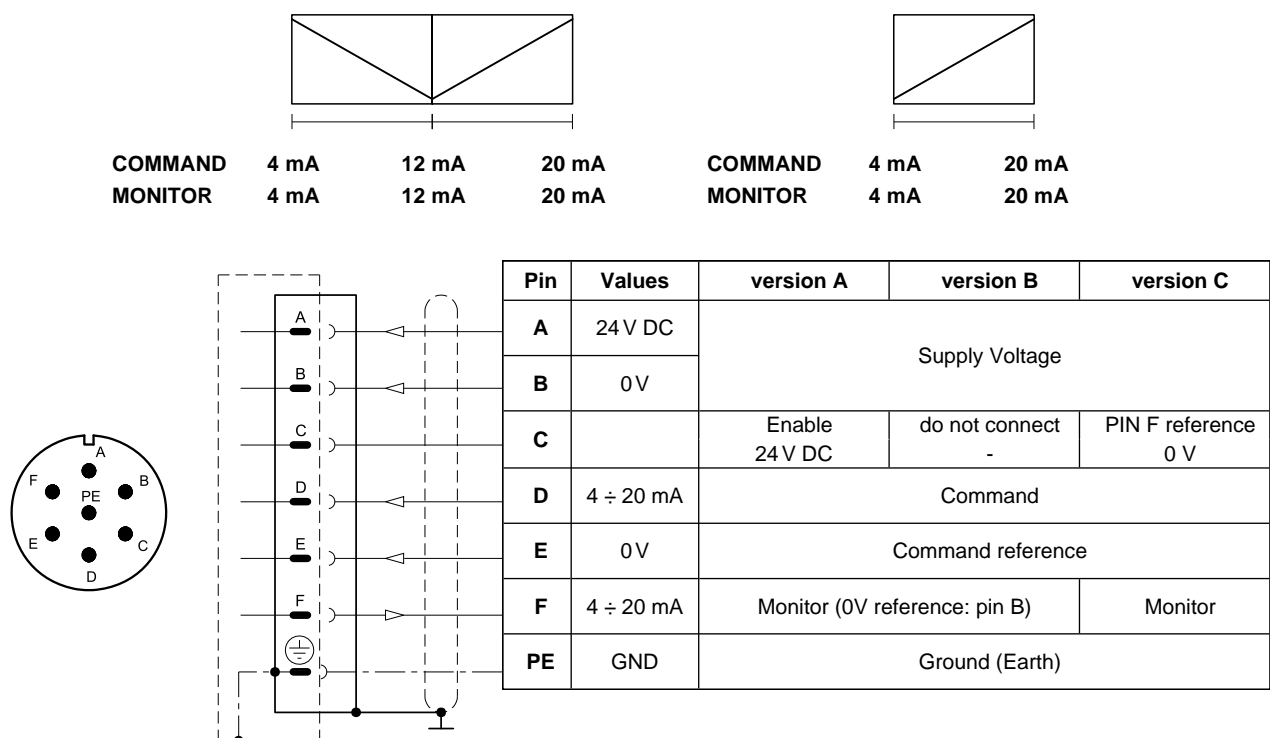 COMMAND 4 mA 12 mA 20 mA COMMAND 4 mA 20 mA
MONITOR 4 mA 12 mA 20 mA MONITOR 4 mA 20 mA
A
B
C
D
E
F
A
B
C
D
E
F
PE
Pin Values version A version B version C
A 24 V DC
Supply Voltage
B 0 V
C Enable do not connect PIN F reference
24 V DC - 0 V
D 4 ÷ 20 mA Command
E 0 V Command reference
F 4 ÷ 20 mA Monitor (0V reference: pin B) Monitor
PE GND Ground (Earth)